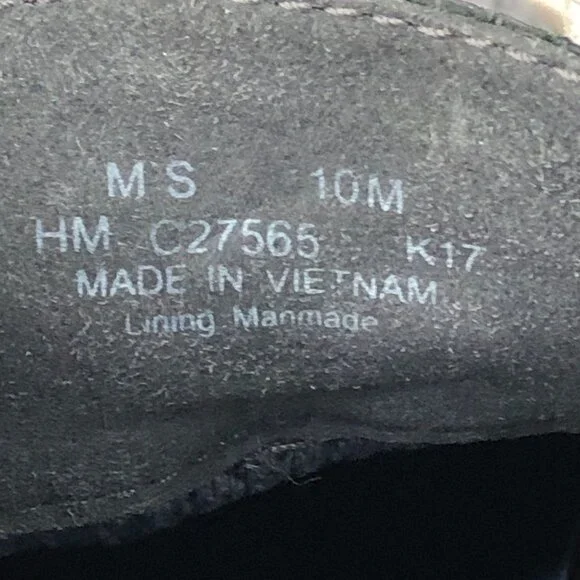 M S 10M
HM C27565 K17
MADE IN VIETNAM
Lining Manmade